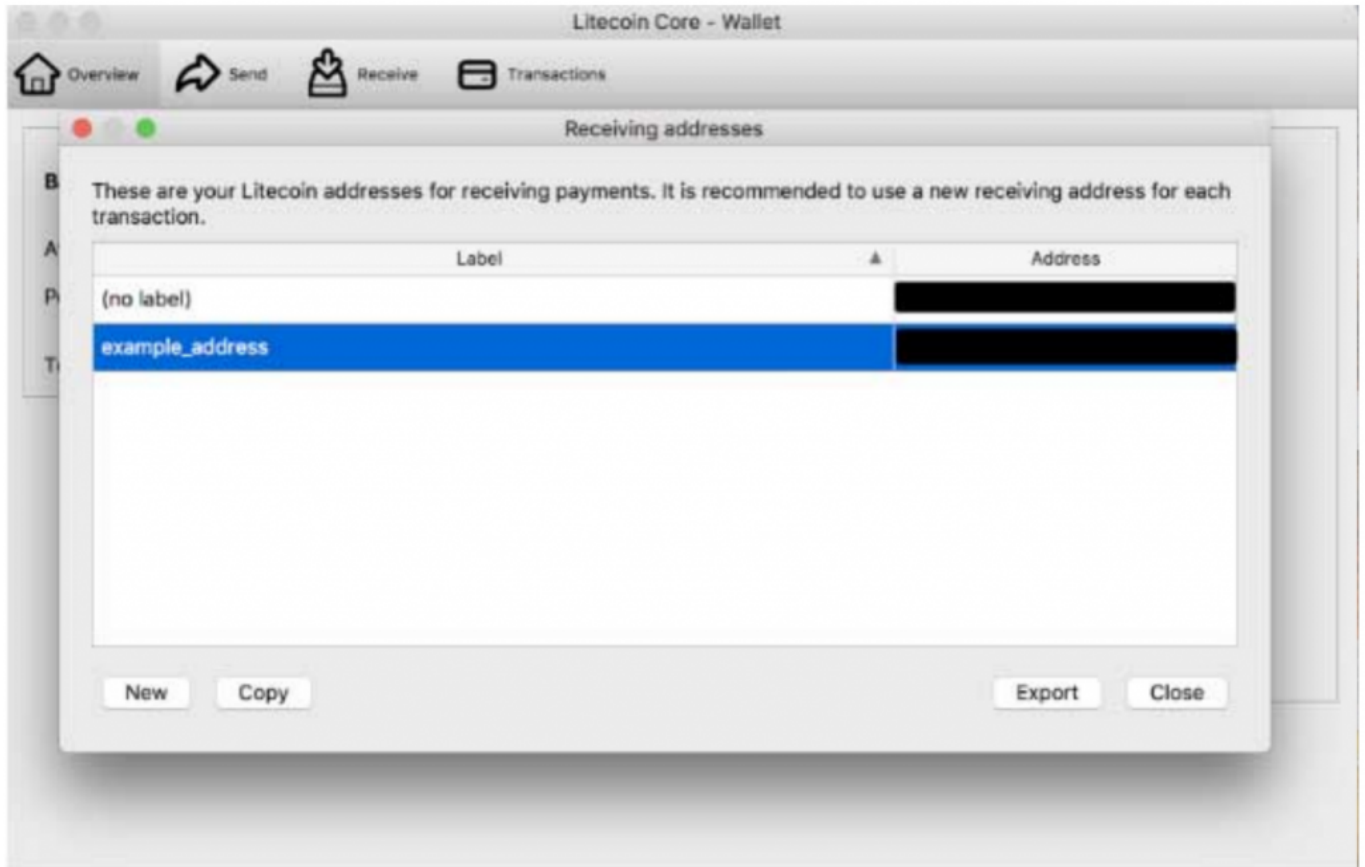 Litecoin Core - Wallet
Overview Send Receive Transactions
Receiving addresses
B
These are your Litecoin addresses for receiving payments. It is recommended to use a new receiving address for each
transaction.
A
Label Address
P
(no label)
example_address
T
New Copy Export Close